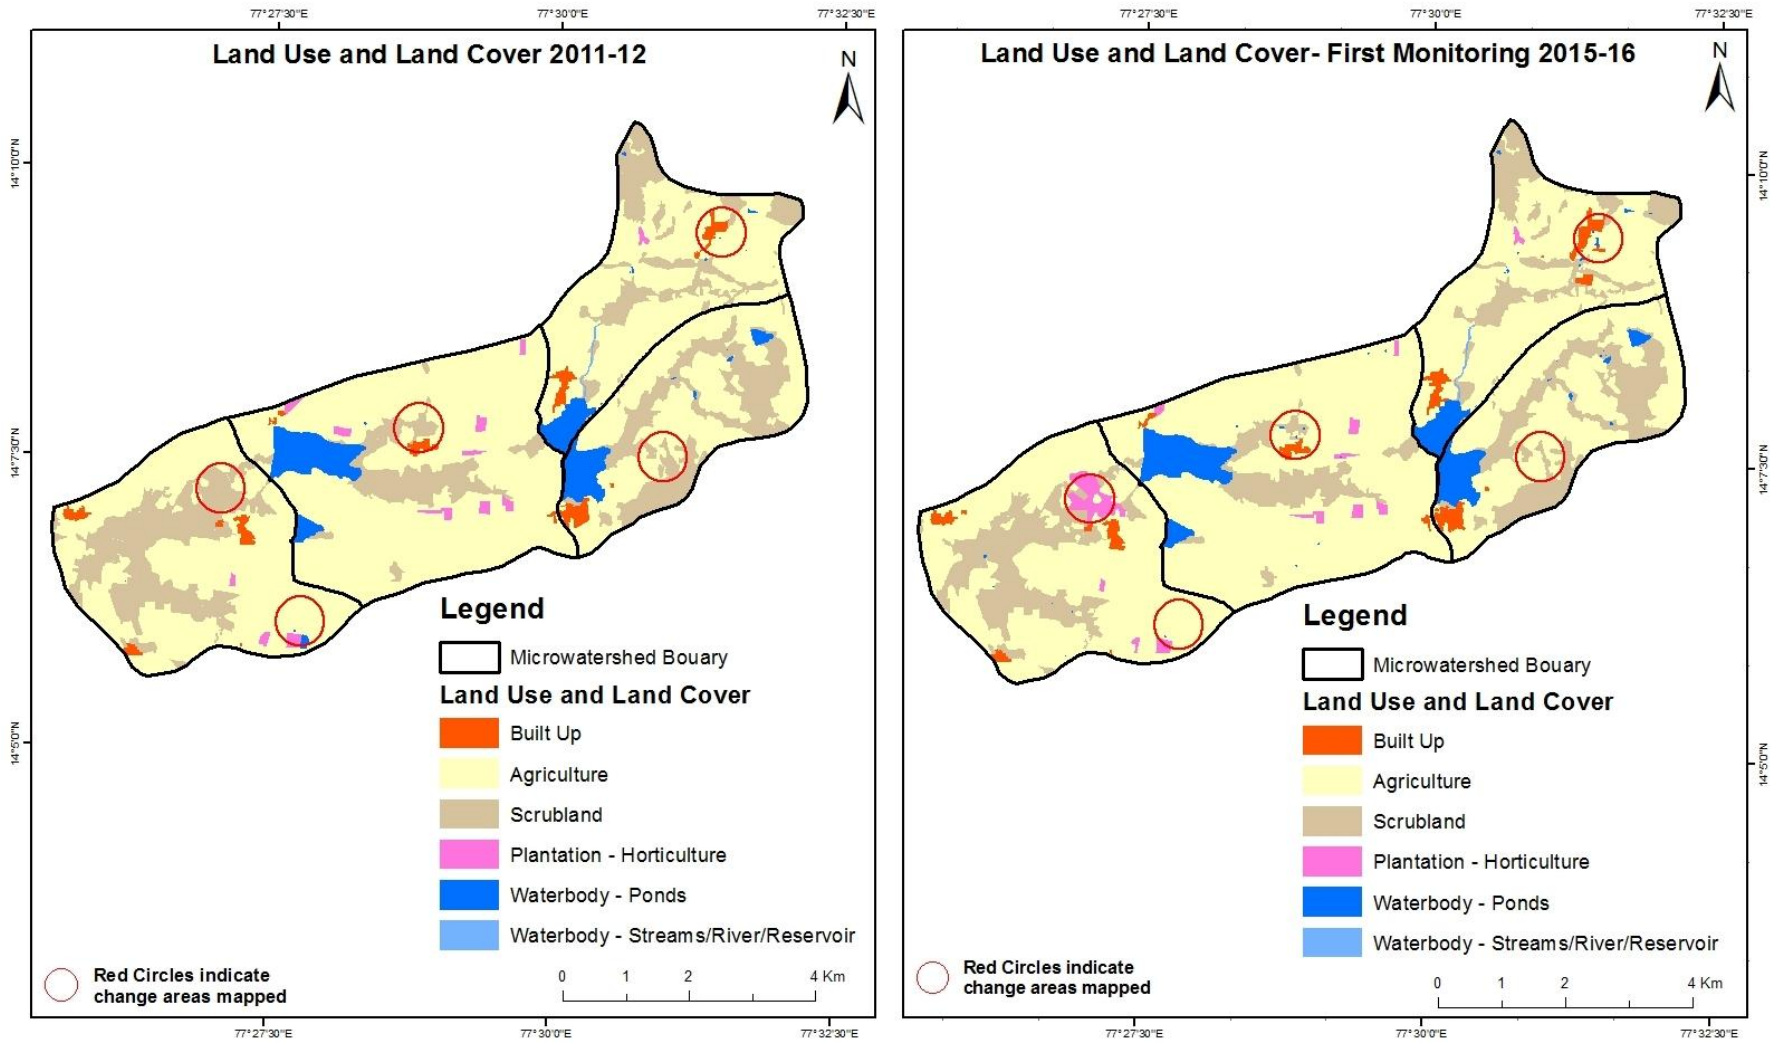 77°27'30"E
77°30'0"E
77°32'30"E
Land Use and Land Cover 2011-12
N
14°10'0"N
14°7'30"N
14°5'0"N
Legend
Microwatershed Bouary
Land Use and Land Cover
Built Up
Agriculture
Scrubland
Plantation - Horticulture
Waterbody - Ponds
Waterbody - Streams/River/Reservoir
Red Circles indicate
change areas mapped
0 1 2 4 Km
77°27'30"E
77°30'0"E
77°32'30"E
77°27'30"E
77°30'0"E
77°32'30"E
Land Use and Land Cover- First Monitoring 2015-16
N
14°10'0"N
14°7'30"N
14°5'0"N
Legend
Microwatershed Bouary
Land Use and Land Cover
Built Up
Agriculture
Scrubland
Plantation - Horticulture
Waterbody - Ponds
Waterbody - Streams/River/Reservoir
Red Circles indicate
change areas mapped
0 1 2 4 Km
77°27'30"E
77°30'0"E
77°32'30"E